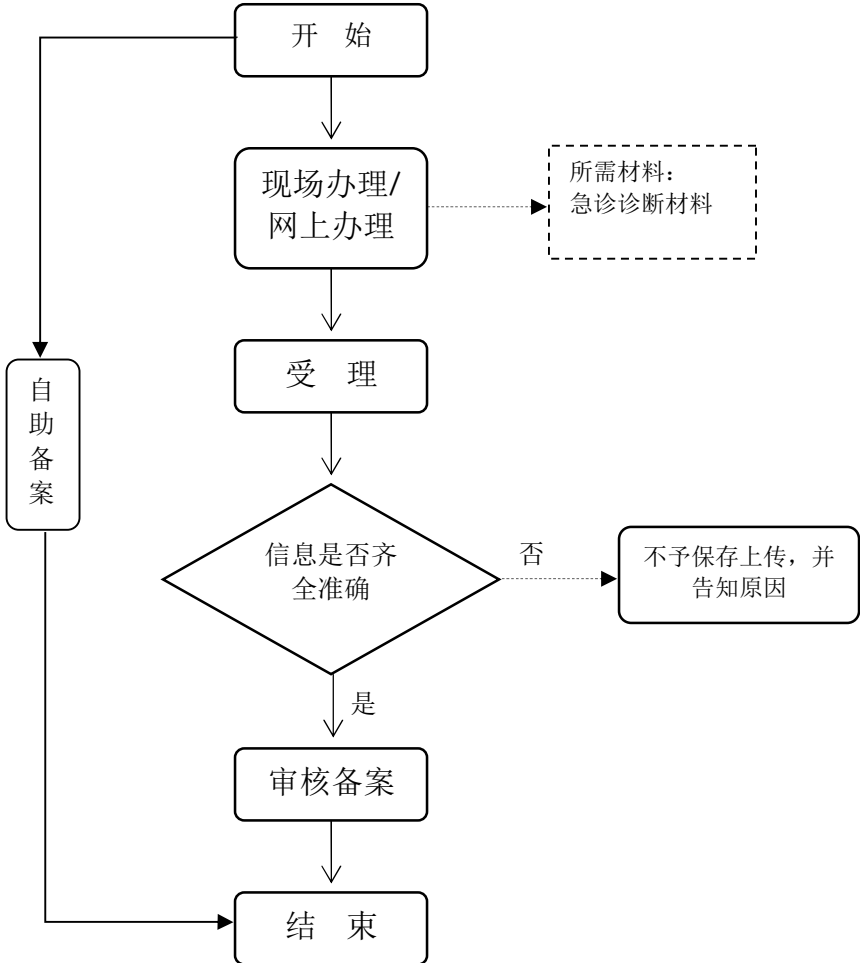 开 始
现场办理/
网上办理
所需材料：
急诊诊断材料
受 理
自
助
备
案
信息是否齐
全准确
否
不予保存上传，并
告知原因
是
审核备案
结 束